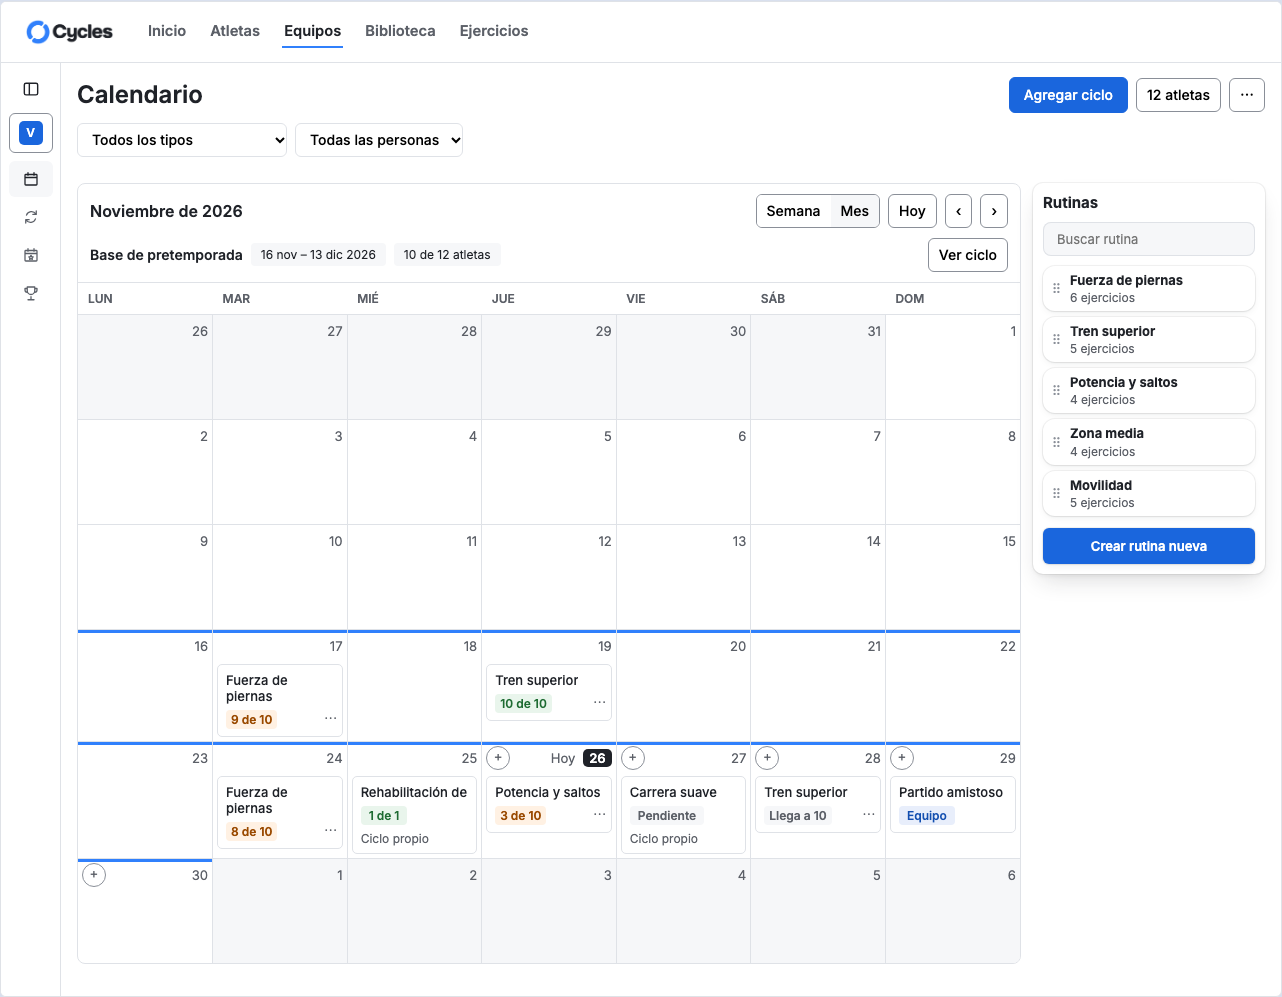 Cycles
Inicio
Atletas
Equipos
Biblioteca
Ejercicios
V
Calendario
Agregar ciclo
12 atletas
...
Todos los tipos
Todas las personas
Noviembre de 2026
Semana
Mes
Hoy
‹
›
Base de pretemporada
16 nov – 13 dic 2026
10 de 12 atletas
Ver ciclo
LUN MAR MIÉ JUE VIE SÁB DOM
26 27 28 29 30 31 1
2 3 4 5 6 7 8
9 10 11 12 13 14 15
16 17 18 19 20 21 22
Fuerza de
piernas
9 de 10
...
Tren superior
10 de 10
...
23 24 25 + Hoy 26 + 27 + 28 + 29
Fuerza de
piernas
8 de 10
...
Rehabilitación de
1 de 1
Ciclo propio
Potencia y saltos
3 de 10
...
Carrera suave
Pendiente
Ciclo propio
Tren superior
Llega a 10
...
Partido amistoso
Equipo
+ 30 1 2 3 4 5 6
Rutinas
Buscar rutina
Fuerza de piernas
6 ejercicios
Tren superior
5 ejercicios
Potencia y saltos
4 ejercicios
Zona media
4 ejercicios
Movilidad
5 ejercicios
Crear rutina nueva